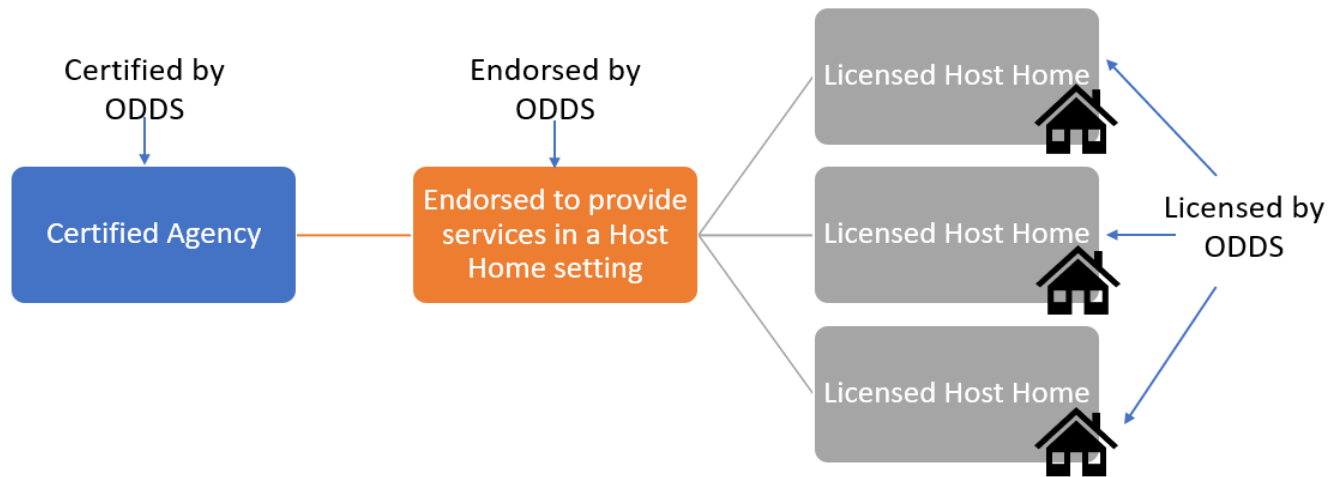 Certified by
ODDS
Certified Agency
Endorsed by
ODDS
Endorsed to provide
services in a Host
Home setting
Licensed Host Home
Licensed Host Home
Licensed Host Home
Licensed by
ODDS